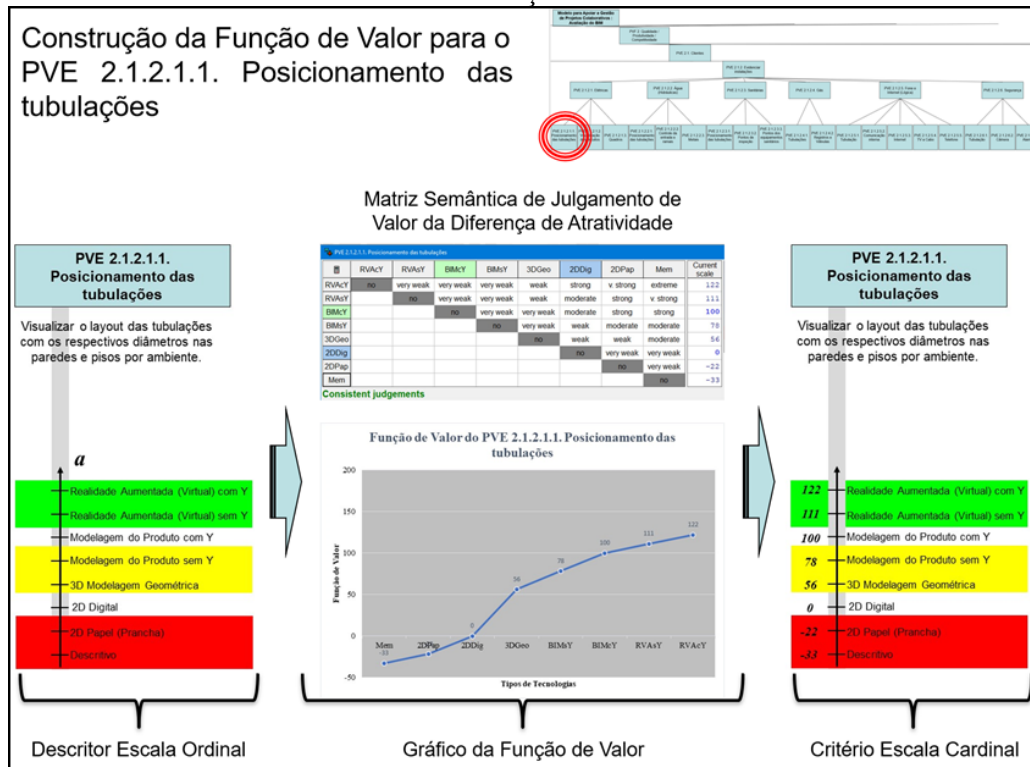 Modelo para Apoiar a Gestão
de Projetos Colaborativos :
Avaliação do BIM
Construção da Função de Valor para o
PVE 2.1.2.1.1. Posicionamento das
tubulações
Matriz Semântica de Julgamento de
Valor da Diferença de Atratividade
PVE 2.1.2.1.1.
Posicionamento das
tubulações
Visualizar o layout das tubulações
com os respectivos diâmetros nas
paredes e pisos por ambiente.
a
Realidade Aumentada (Virtual) com Y
Realidade Aumentada (Virtual) sem Y
Modelagem do Produto com Y
Modelagem do Produto sem Y
3D Modelagem Geométrica
2D Digital
2D Papel (Prancha)
Descritivo
Descritor Escala Ordinal
PVE 2.1.2.1.1. Posicionamento das tubulações
RVAcY RVAsY BIMcY BIMsY 3DGeo 2DDig 2DPap Mem Current scale
RVAcY no very weak very weak very weak weak strong v. strong extreme 122
RVAsY no very weak very weak weak moderate strong v. strong 111
BIMcY no very weak very weak moderate strong strong 100
BIMsY no very weak weak moderate moderate 78
3DGeo no weak weak moderate 56
2DDig no very weak very weak 0
2DPap no very weak -22
Mem no -33
Consistent judgements
Função de Valor do PVE 2.1.2.1.1. Posicionamento das
tubulações
Função de Valor
200
150
100
50
0
-50
-33
0
56
78
100
111
122
Mem 2DPap 2DDig 3DGeo BIMsY BIMcY RVAsY RVAcY
Tipos de Tecnologias
Gráfico da Função de Valor
PVE 2.1.2.1.1.
Posicionamento das
tubulações
Visualizar o layout das tubulações
com os respectivos diâmetros nas
paredes e pisos por ambiente.
122 Realidade Aumentada (Virtual) com Y
111 Realidade Aumentada (Virtual) sem Y
100 Modelagem do Produto com Y
78 Modelagem do Produto sem Y
56 3D Modelagem Geométrica
0 2D Digital
-22 2D Papel (Prancha)
-33 Descritivo
Critério Escala Cardinal